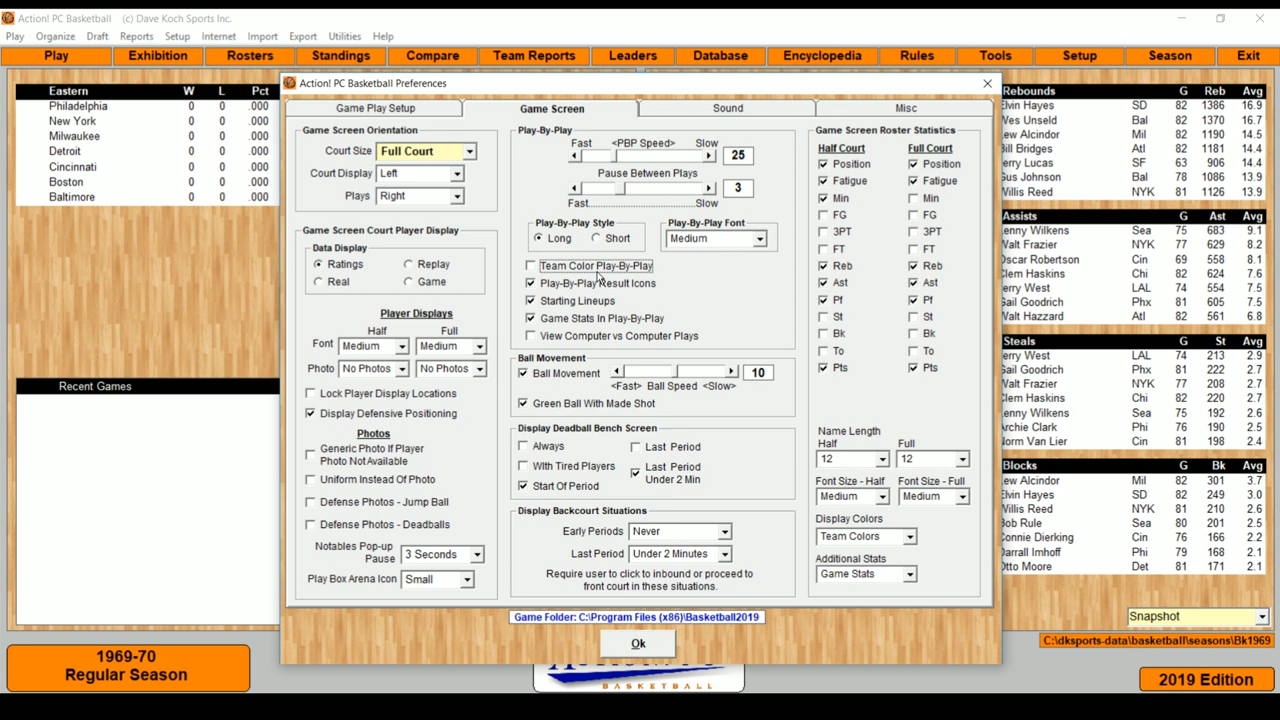 Action! PC Basketball (c) Dave Koch Sports Inc.
Play Organize Draft Reports Setup Internet Import Export Utilities Help
Play Exhibition Rosters Standings Compare Team Reports Leaders Database Encyclopedia Rules Tools Setup Season Exit
Eastern W L Pct
Philadelphia 0 0 .000
New York 0 0 .000
Milwaukee 0 0 .000
Detroit 0 0 .000
Cincinnati 0 0 .000
Boston 0 0 .000
Baltimore 0 0 .000
Recent Games
1969-70
Regular Season
Action! PC Basketball Preferences
Game Play Setup Game Screen Sound Misc
Game Screen Orientation
Court Size Full Court
Court Display Left
Plays Right
Game Screen Court Player Display
Data Display
Ratings Replay
Real Game
Player Displays
Half Full
Font Medium Medium
Photo No Photos No Photos
Lock Player Display Locations
Display Defensive Positioning
Photos
Generic Photo If Player
Photo Not Available
Uniform Instead Of Photo
Defense Photos - Jump Ball
Defense Photos - Deadballs
Notables Pop-up
Pause 3 Seconds
Play Box Arena Icon Small
Play-By-Play
Fast <PBP Speed> Slow
25
Pause Between Plays
3
Fast............................Slow
Play-By-Play Style
Long Short
Play-By-Play Font
Medium
Team Color Play-By-Play
Play-By-Play Result Icons
Starting Lineups
Game Stats In Play-By-Play
View Computer vs Computer Plays
Ball Movement
Ball Movement 10
<Fast> Ball Speed <Slow>
Green Ball With Made Shot
Display Deadball Bench Screen
Always Last Period
With Tired Players Last Period
Under 2 Min
Start Of Period
Display Backcourt Situations
Early Periods Never
Last Period Under 2 Minutes
Require user to click to inbound or proceed to
front court in these situations.
Game Screen Roster Statistics
Half Court Full Court
Position Position
Fatigue Fatigue
Min Min
FG FG
3PT 3PT
FT FT
Reb Reb
Ast Ast
Pf Pf
St St
Bk Bk
To To
Pts Pts
Name Length
Half Full
12 12
Font Size - Half Font Size - Full
Medium Medium
Display Colors
Team Colors
Additional Stats
Game Stats
Game Folder: C:\Program Files (x86)\Basketball2019
Ok
BASKETBALL
Rebounds G Reb Avg
Elvin Hayes SD 82 1386 16.9
Wes Unseld Bal 82 1370 16.7
Lew Alcindor Mil 82 1190 14.5
Bill Bridges Atl 82 1181 14.4
Jerry Lucas SF 63 906 14.4
Gus Johnson Bal 78 1086 13.9
Willis Reed NYK 81 1126 13.9
Assists G Ast Avg
Lenny Wilkens Sea 75 683 9.1
Walt Frazier NYK 77 629 8.2
Oscar Robertson Cin 69 558 8.1
Clem Haskins Chi 82 624 7.6
Jerry West LAL 74 554 7.5
Gail Goodrich Phx 81 605 7.5
Walt Hazzard Atl 82 561 6.8
Steals G St Avg
Jerry West LAL 74 213 2.9
Gail Goodrich Phx 81 222 2.7
Walt Frazier NYK 77 208 2.7
Clem Haskins Chi 82 220 2.7
Lenny Wilkens Sea 75 192 2.6
Archie Clark Phi 76 190 2.5
Norm Van Lier Cin 81 198 2.4
Blocks G Bk Avg
Lew Alcindor Mil 82 301 3.7
Elvin Hayes SD 82 249 3.0
Willis Reed NYK 81 210 2.6
Bob Rule Sea 80 201 2.5
Connie Dierking Cin 76 166 2.2
Darrall Imhoff Phi 79 168 2.1
Otto Moore Det 81 171 2.1
Snapshot
C:\dksports-data\basketball\seasons\Bk1969
2019 Edition